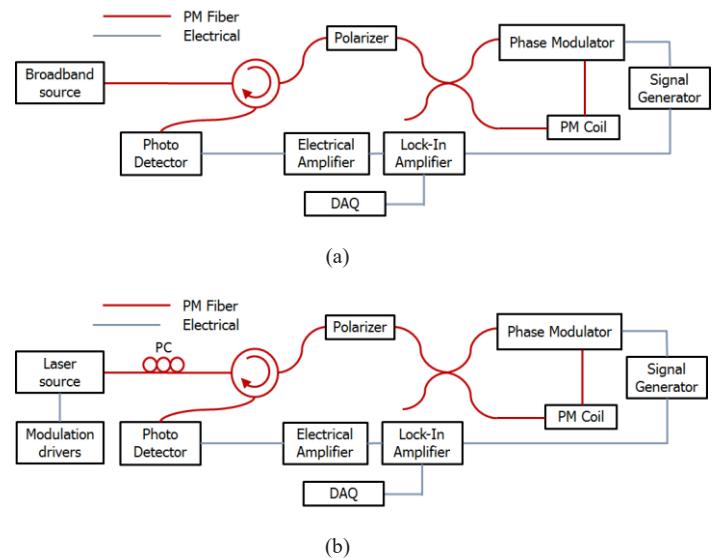 PM Fiber
Electrical
Broadband
source
Polarizer
Phase Modulator
Signal
Generator
PM Coil
Photo
Detector
Electrical
Amplifier
Lock-In
Amplifier
DAQ
(a)
PM Fiber
Electrical
PC
Laser
source
Polarizer
Phase Modulator
Signal
Generator
PM Coil
Modulation
drivers
Photo
Detector
Electrical
Amplifier
Lock-In
Amplifier
DAQ
(b)